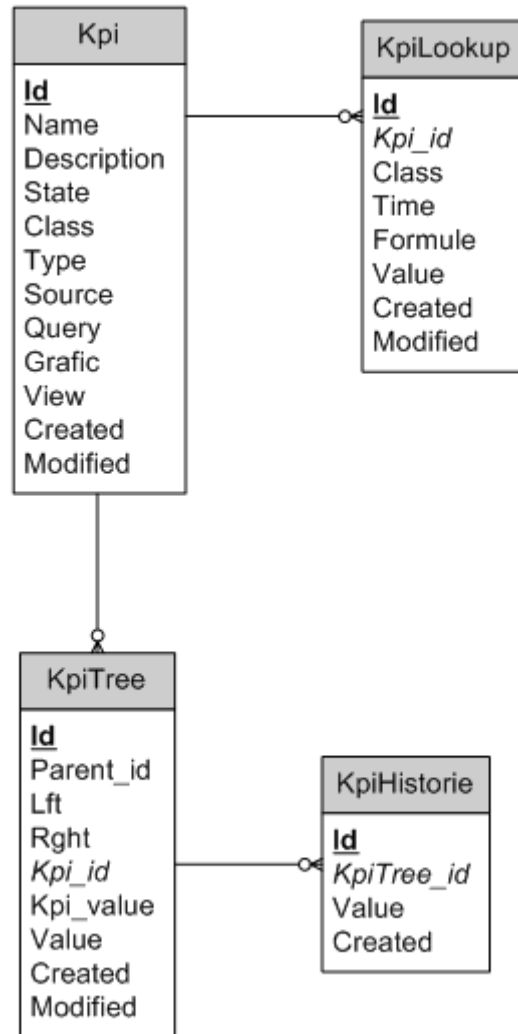 Kpi
Id
Name
Description
State
Class
Type
Source
Query
Grafic
View
Created
Modified
KpiLookup
Id
Kpi_id
Class
Time
Formule
Value
Created
Modified
KpiTree
Id
Parent_id
Lft
Rght
Kpi_id
Kpi_value
Value
Created
Modified
KpiHistorie
Id
KpiTree_id
Value
Created